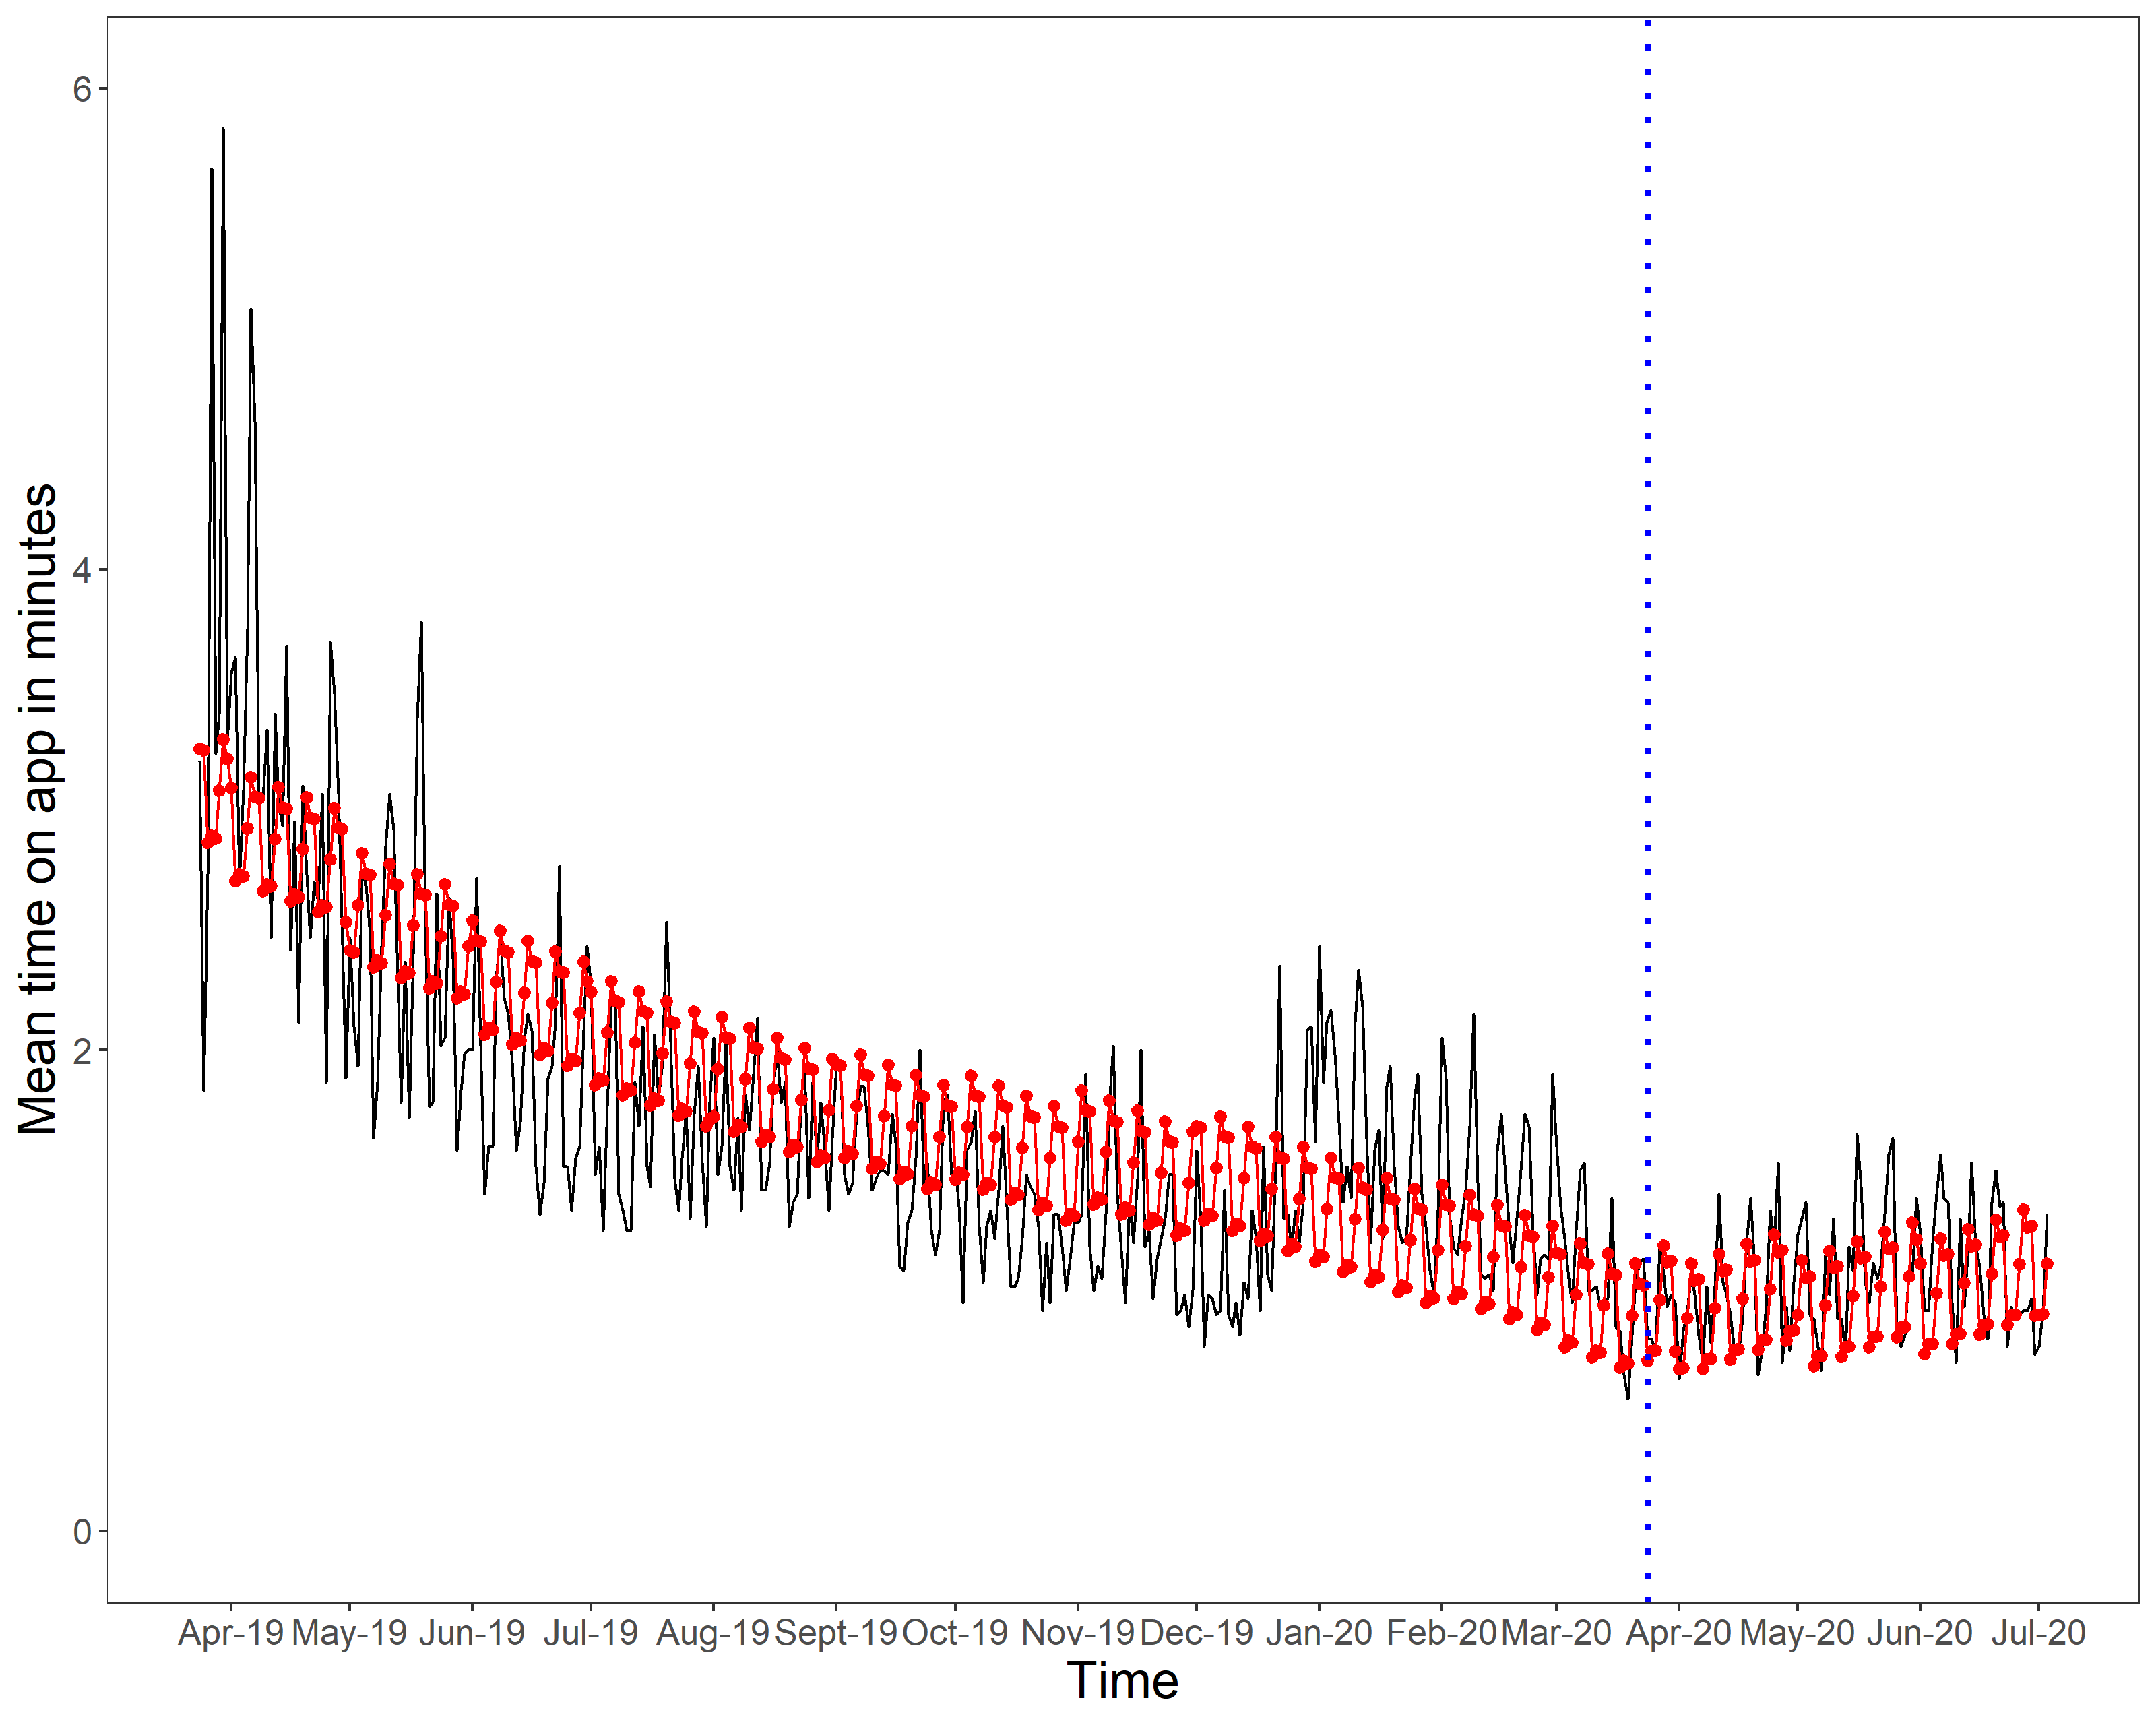 Mean time on app in minutes
6
4
2
0
Apr-19 May-19 Jun-19 Jul-19 Aug-19 Sept-19 Oct-19 Nov-19 Dec-19 Jan-20 Feb-20 Mar-20 Apr-20 May-20 Jun-20 Jul-20
Time